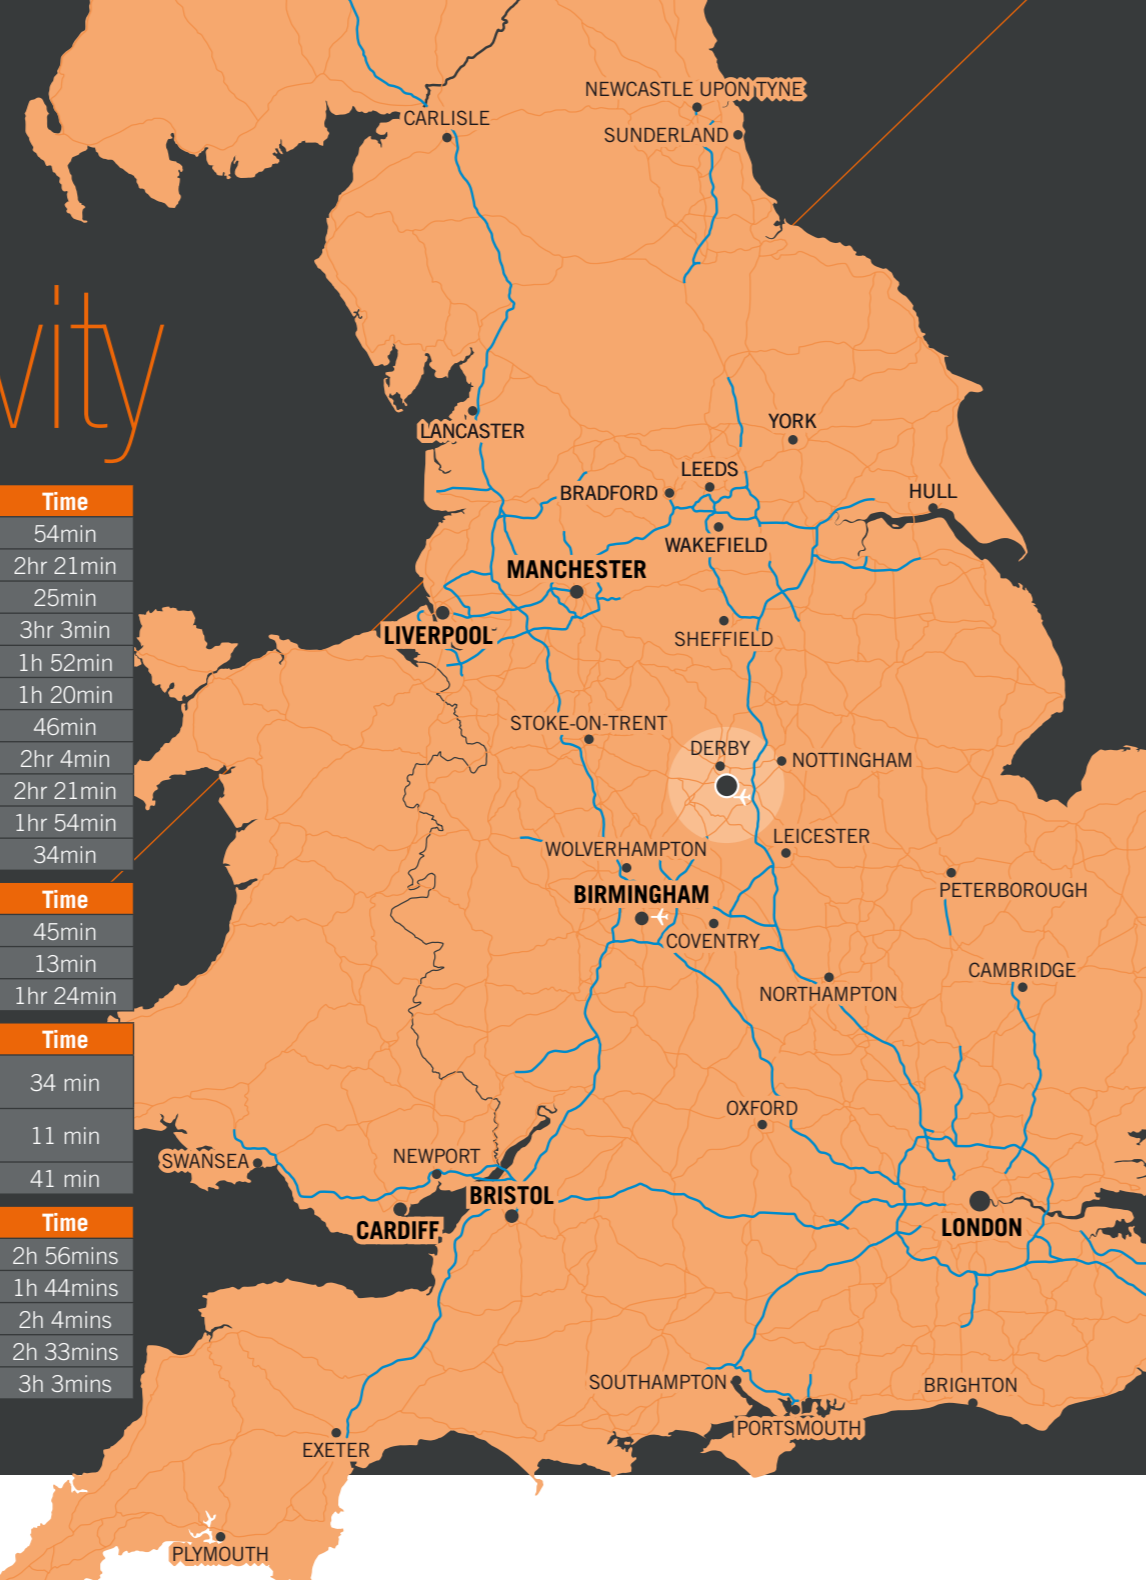 NEWCASTLE UPON TYNE
CARLISLE
SUNDERLAND
vity
LANCASTER
YORK
LEEDS
BRADFORD
HULL
WAKEFIELD
MANCHESTER
LIVERPOOL
SHEFFIELD
STOKE-ON-TRENT
DERBY
NOTTINGHAM
LEICESTER
WOLVERHAMPTON
BIRMINGHAM
PETERBOROUGH
COVENTRY
CAMBRIDGE
NORTHAMPTON
OXFORD
NEWPORT
SWANSEA
BRISTOL
CARDIFF
LONDON
SOUTHAMPTON
BRIGHTON
PORTSMOUTH
EXETER
PLYMOUTH
Time
54min
2hr 21min
25min
3hr 3min
1h 52min
1h 20min
46min
2hr 4min
2hr 21min
1hr 54min
34min
Time
45min
13min
1hr 24min
Time
34 min
11 min
41 min
Time
2h 56mins
1h 44mins
2h 4mins
2h 33mins
3h 3mins